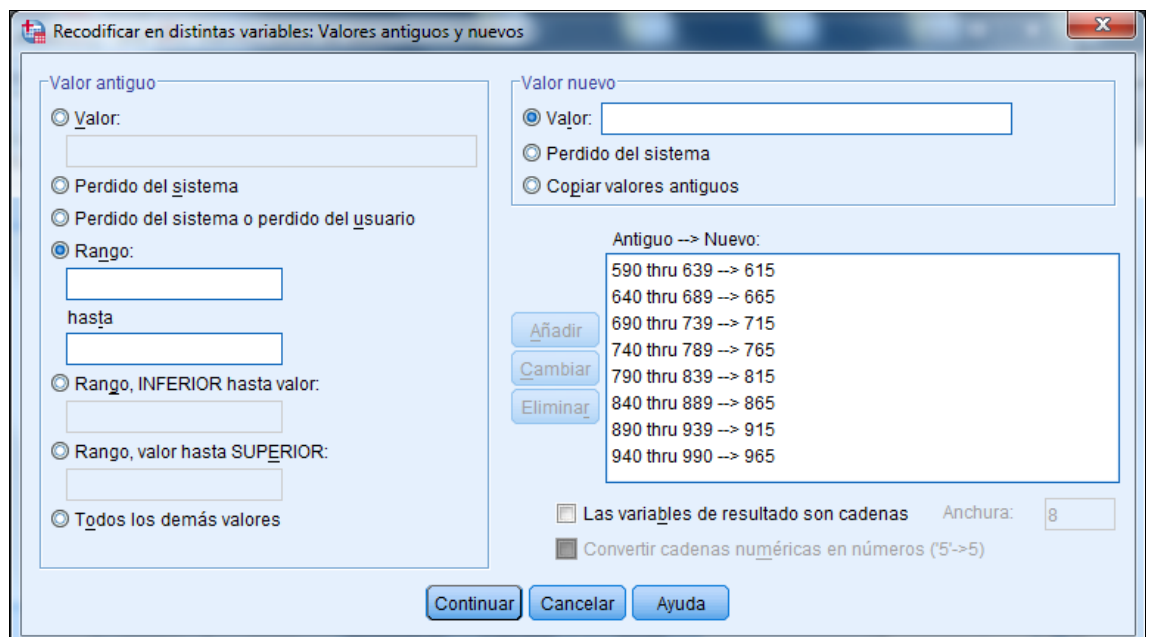 Recodificar en distintas variables: Valores antiguos y nuevos
Valor antiguo
Valor:
Perdido del sistema
Perdido del sistema o perdido del usuario
Rango:
hasta
Rango, INFERIOR hasta valor:
Rango, valor hasta SUPERIOR:
Todos los demás valores
Valor nuevo
Valor:
Perdido del sistema
Copiar valores antiguos
Antiguo --> Nuevo:
Añadir
Cambiar
Eliminar
590 thru 639 --> 615
640 thru 689 --> 665
690 thru 739 --> 715
740 thru 789 --> 765
790 thru 839 --> 815
840 thru 889 --> 865
890 thru 939 --> 915
940 thru 990 --> 965
Las variables de resultado son cadenas Anchura: 8
Convertir cadenas numéricas en números ('5'->5)
Continuar Cancelar Ayuda